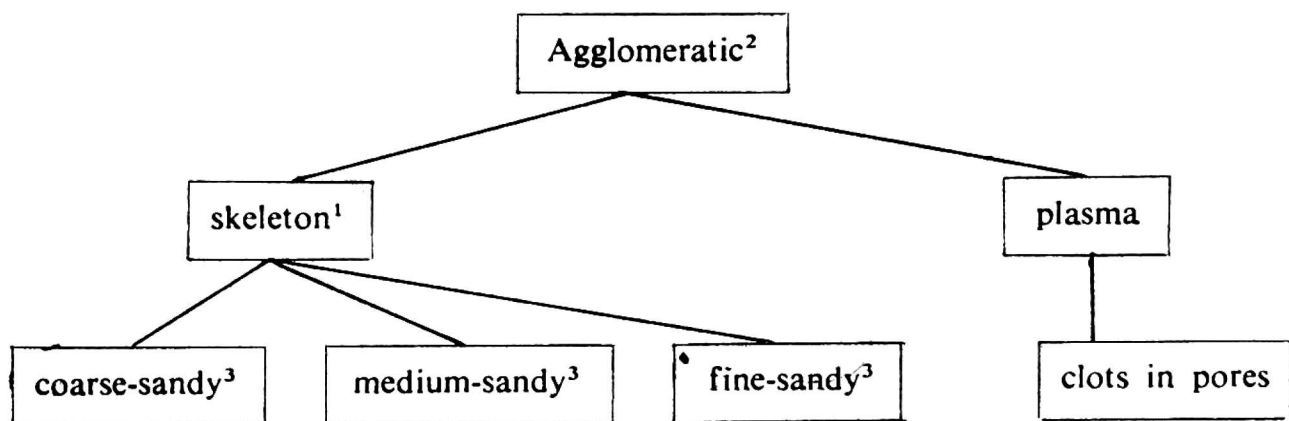 Agglomeratic²
skeleton¹
plasma
coarse-sandy³
medium-sandy³
fine-sandy³
clots in pores